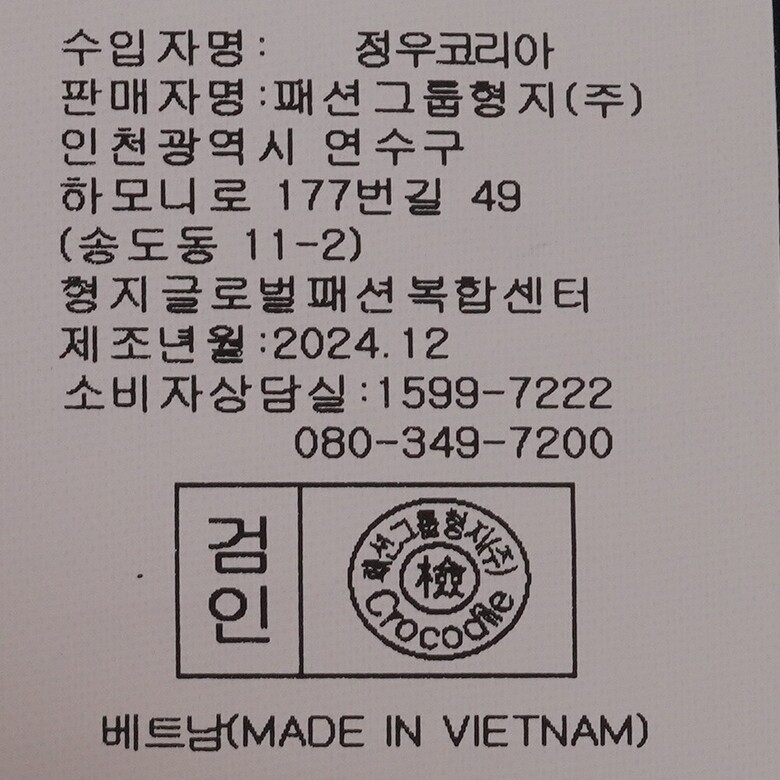 수입자명: 정우코리아
판매자명:패션그룹형지(주)
인천광역시 연수구
하모니로 177번길 49
(송도동 11-2)
형지글로벌패션복합센터
제조년월:2024.12
소비자상담실:1599-7222
080-349-7200
검인
패션그룹형지(주)
檢
Crocodile
베트남(MADE IN VIETNAM)